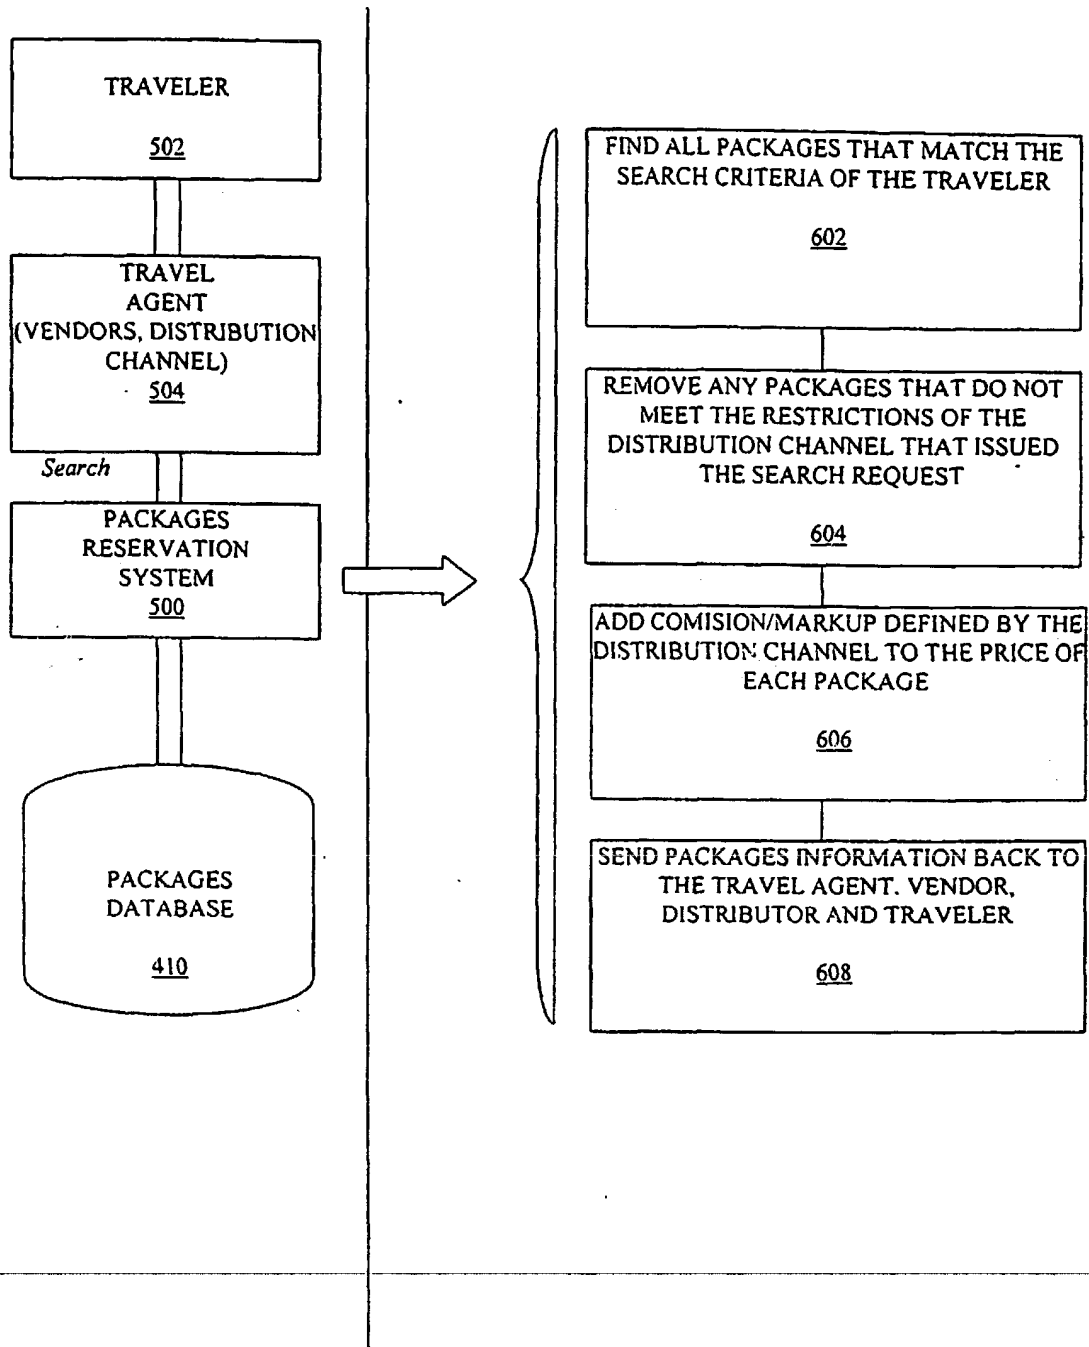 TRAVELER
502
TRAVEL
AGENT
(VENDORS, DISTRIBUTION
CHANNEL)
504
Search
PACKAGES
RESERVATION
SYSTEM
500
PACKAGES
DATABASE
410
FIND ALL PACKAGES THAT MATCH THE
SEARCH CRITERIA OF THE TRAVELER
602
REMOVE ANY PACKAGES THAT DO NOT
MEET THE RESTRICTIONS OF THE
DISTRIBUTION CHANNEL THAT ISSUED
THE SEARCH REQUEST
604
ADD COMISION/MARKUP DEFINED BY THE
DISTRIBUTION CHANNEL TO THE PRICE OF
EACH PACKAGE
606
SEND PACKAGES INFORMATION BACK TO
THE TRAVEL AGENT. VENDOR,
DISTRIBUTOR AND TRAVELER
608